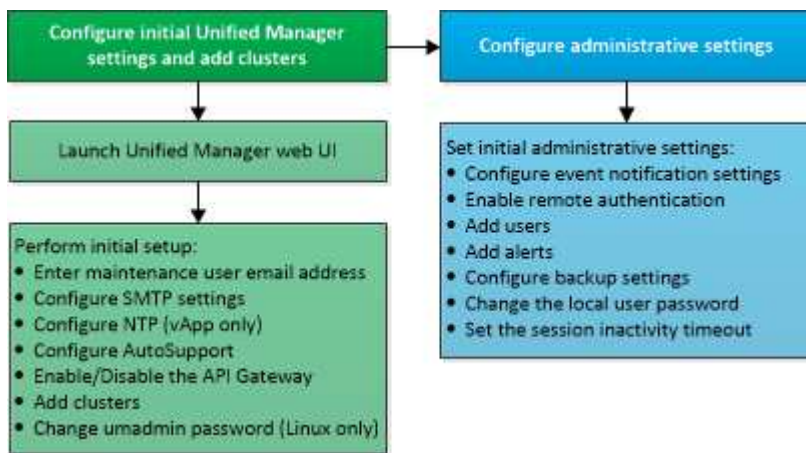 Configure initial Unified Manager
settings and add clusters
Configure administrative settings
Launch Unified Manager web UI
Perform initial setup:
• Enter maintenance user email address
• Configure SMTP settings
• Configure NTP (vApp only)
• Configure AutoSupport
• Enable/Disable the API Gateway
• Add clusters
• Change umadmin password (Linux only)
Set initial administrative settings:
• Configure event notification settings
• Enable remote authentication
• Add users
• Add alerts
• Configure backup settings
• Change the local user password
• Set the session inactivity timeout